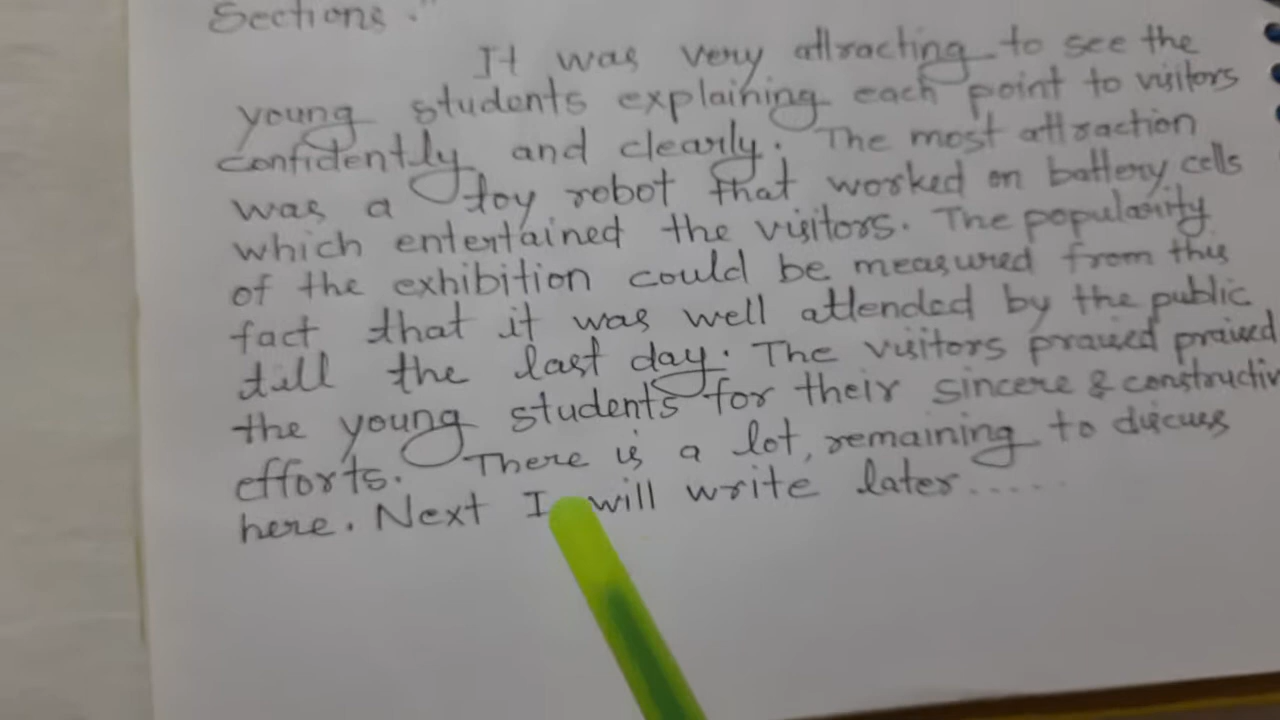 Sections."
It was very attracting to see the
young students explaining each point to visitors
confidently and clearly. The most attraction
was a toy robot that worked on battery cells
which entertained the visitors. The popularity
of the exhibition could be measured from this
fact that it was well attended by the public
till the last day. The visitors praised praised
the young students for their sincere & constructiv
efforts. There is a lot, remaining to discuss
here. Next I will write later.....